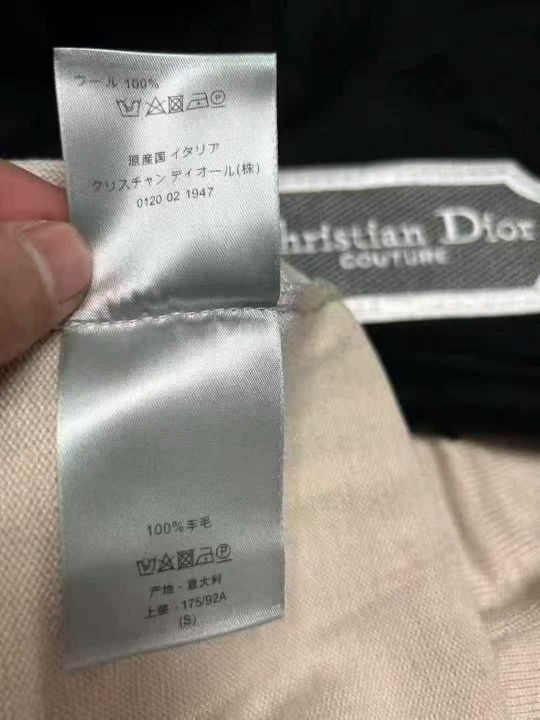 ウール 100%
原産国 イタリア
クリスチャン ディオール(株)
0120 02 1947
Christian Dior
COUTURE
100%羊毛
产地 - 意大利
上装 - 175/92A
(S)